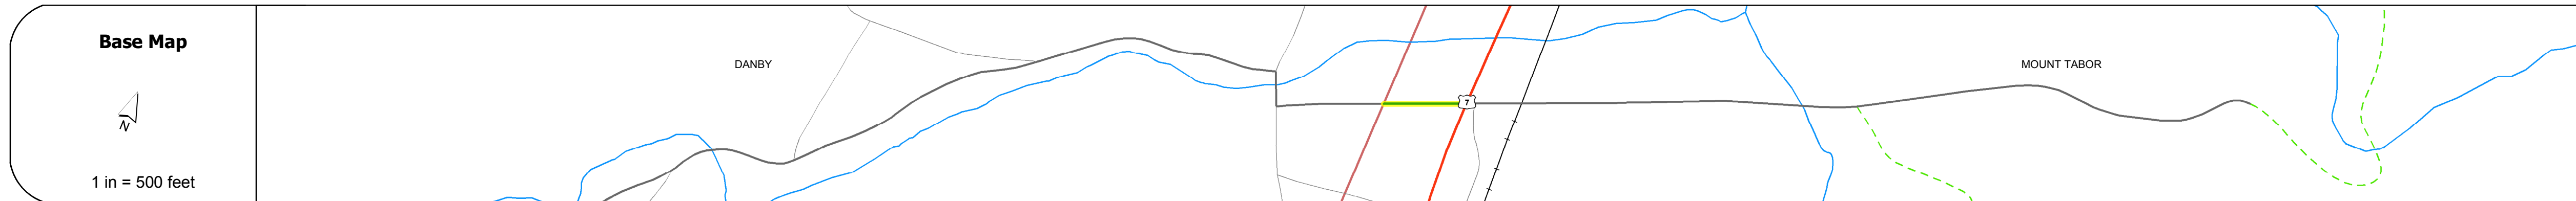 Base Map
N
1 in = 500 feet
DANBY
7
MOUNT TABOR